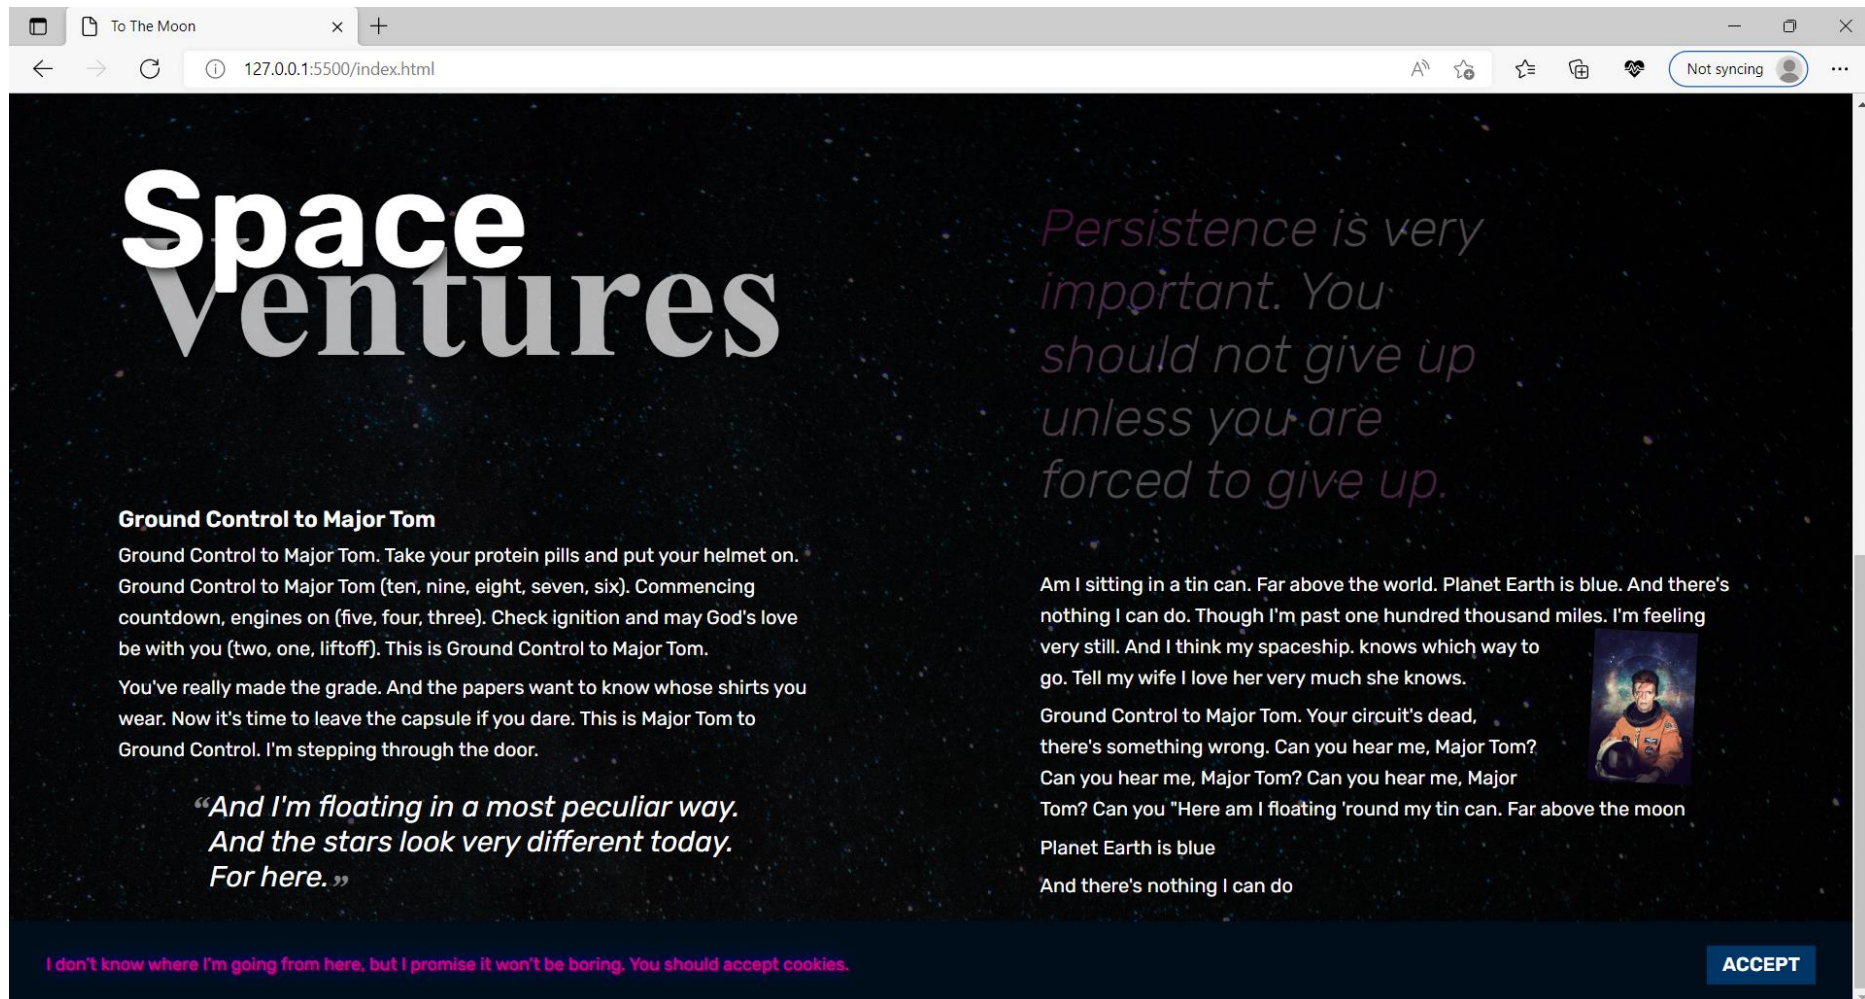 To The Moon
127.0.0.1:5500/index.html
Not syncing
Space
Ventures
Ground Control to Major Tom
Ground Control to Major Tom. Take your protein pills and put your helmet on.
Ground Control to Major Tom (ten, nine, eight, seven, six). Commencing
countdown, engines on (five, four, three). Check ignition and may God's love
be with you (two, one, liftoff). This is Ground Control to Major Tom.
You've really made the grade. And the papers want to know whose shirts you
wear. Now it's time to leave the capsule if you dare. This is Major Tom to
Ground Control. I'm stepping through the door.
“And I'm floating in a most peculiar way.
And the stars look very different today.
For here.”
Persistence is very
important. You
should not give up
unless you are
forced to give up.
Am I sitting in a tin can. Far above the world. Planet Earth is blue. And there's
nothing I can do. Though I'm past one hundred thousand miles. I'm feeling
very still. And I think my spaceship. knows which way to
go. Tell my wife I love her very much she knows.
Ground Control to Major Tom. Your circuit's dead,
there's something wrong. Can you hear me, Major Tom?
Can you hear me, Major Tom? Can you hear me, Major
Tom? Can you "Here am I floating 'round my tin can. Far above the moon
Planet Earth is blue
And there's nothing I can do
I don't know where I'm going from here, but I promise it won't be boring. You should accept cookies.
ACCEPT